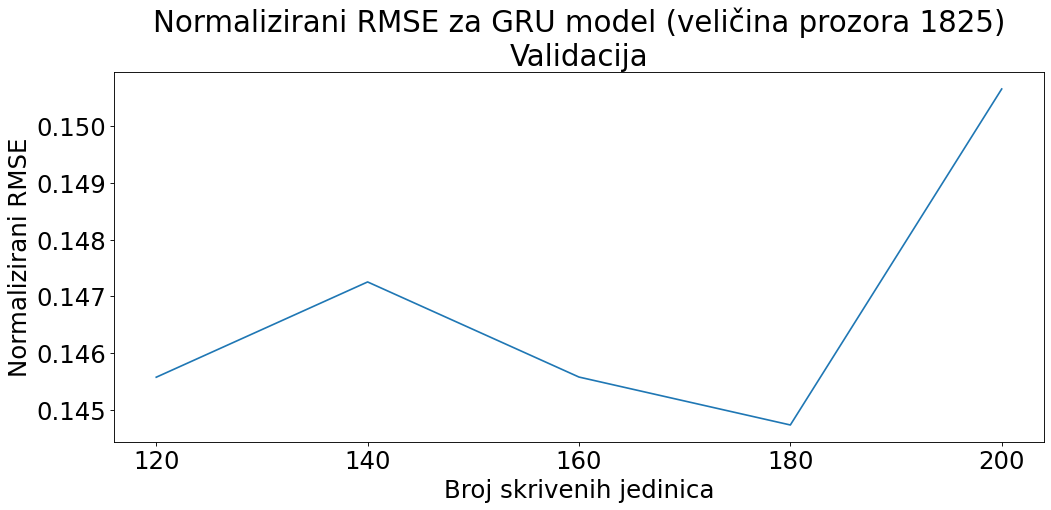 Normalizirani RMSE za GRU model (veličina prozora 1825)
Validacija
Normalizirani RMSE
0.150
0.149
0.148
0.147
0.146
0.145
120 140 160 180 200
Broj skrivenih jedinica